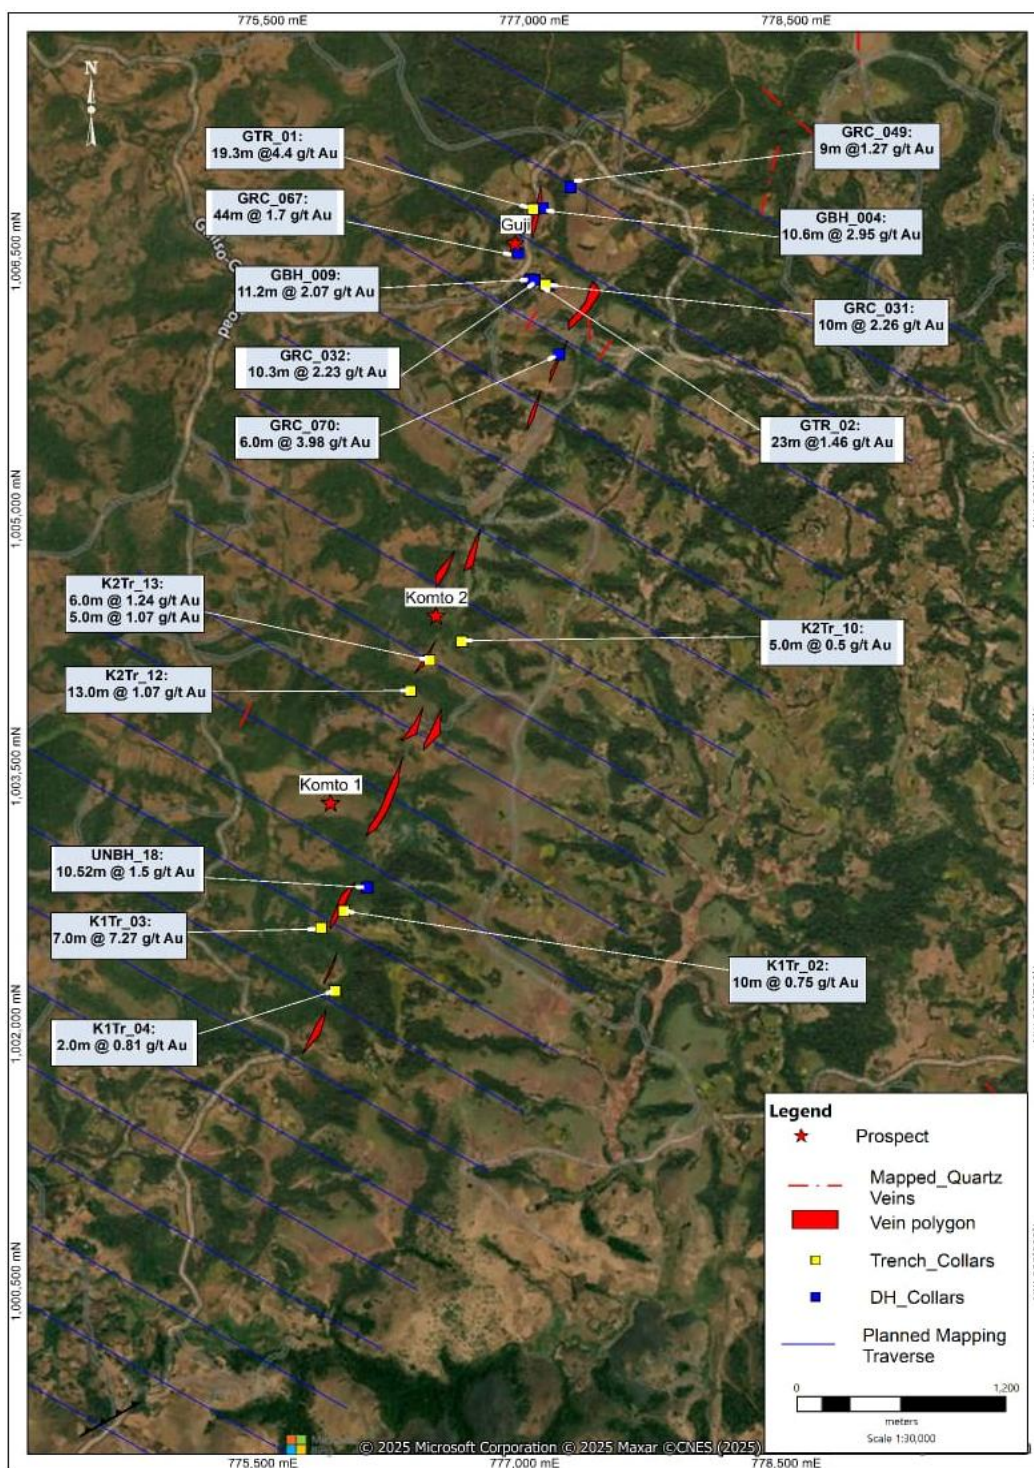 775,500 mE
777,000 mE
778,500 mE
N
GTR_01:
19.3m @4.4 g/t Au
GRC_049:
9m @1.27 g/t Au
GRC_067:
44m @ 1.7 g/t Au
GBH_004:
10.6m @ 2.95 g/t Au
Guji
1,006,500 mN
GBH_009:
11.2m @ 2.07 g/t Au
GRC_031:
10m @ 2.26 g/t Au
GRC_032:
10.3m @ 2.23 g/t Au
GRC_070:
6.0m @ 3.98 g/t Au
GTR_02:
23m @1.46 g/t Au
1,005,000 mN
K2Tr_13:
6.0m @ 1.24 g/t Au
5.0m @ 1.07 g/t Au
Komto 2
K2Tr_10:
5.0m @ 0.5 g/t Au
K2Tr_12:
13.0m @ 1.07 g/t Au
1,003,500 mN
Komto 1
UNBH_18:
10.52m @ 1.5 g/t Au
K1Tr_03:
7.0m @ 7.27 g/t Au
K1Tr_02:
10m @ 0.75 g/t Au
1,002,000 mN
K1Tr_04:
2.0m @ 0.81 g/t Au
1,000,500 mN
Legend
Prospect
Mapped_Quartz
Veins
Vein polygon
Trench_Collars
DH_Collars
Planned Mapping
Traverse
0
1,200
meters
Scale 1:30,000
© 2025 Microsoft Corporation © 2025 Maxar ©CNES (2025)
775,500 mE
777,000 mE
778,500 mE